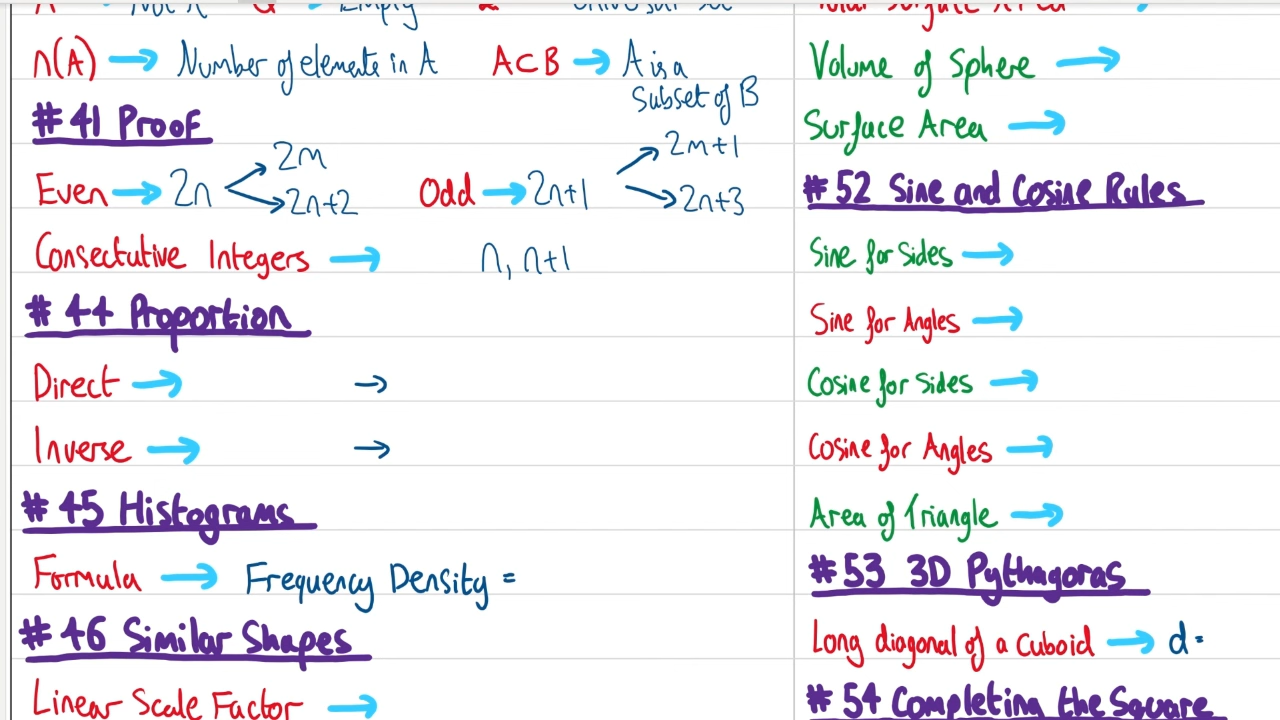 n(A) → Number of elements in A A⊂B → A is a
Subset of B
#41 Proof
Even → 2n
2m
2n+2
Odd → 2n+1
2m+1
2n+3
Consectutive Integers → n, n+1
#44 Proportion
Direct → →
Inverse → →
#45 Histograms
Formula → Frequency Density =
#46 Similar Shapes
Linear Scale Factor →
Volume of Sphere →
Surface Area →
#52 Sine and Cosine Rules
Sine for Sides →
Sine for Angles →
Cosine for Sides →
Cosine for Angles →
Area of Triangle →
#53 3D Pythagoras
Long diagonal of a Cuboid → d=
#54 Completing the Square